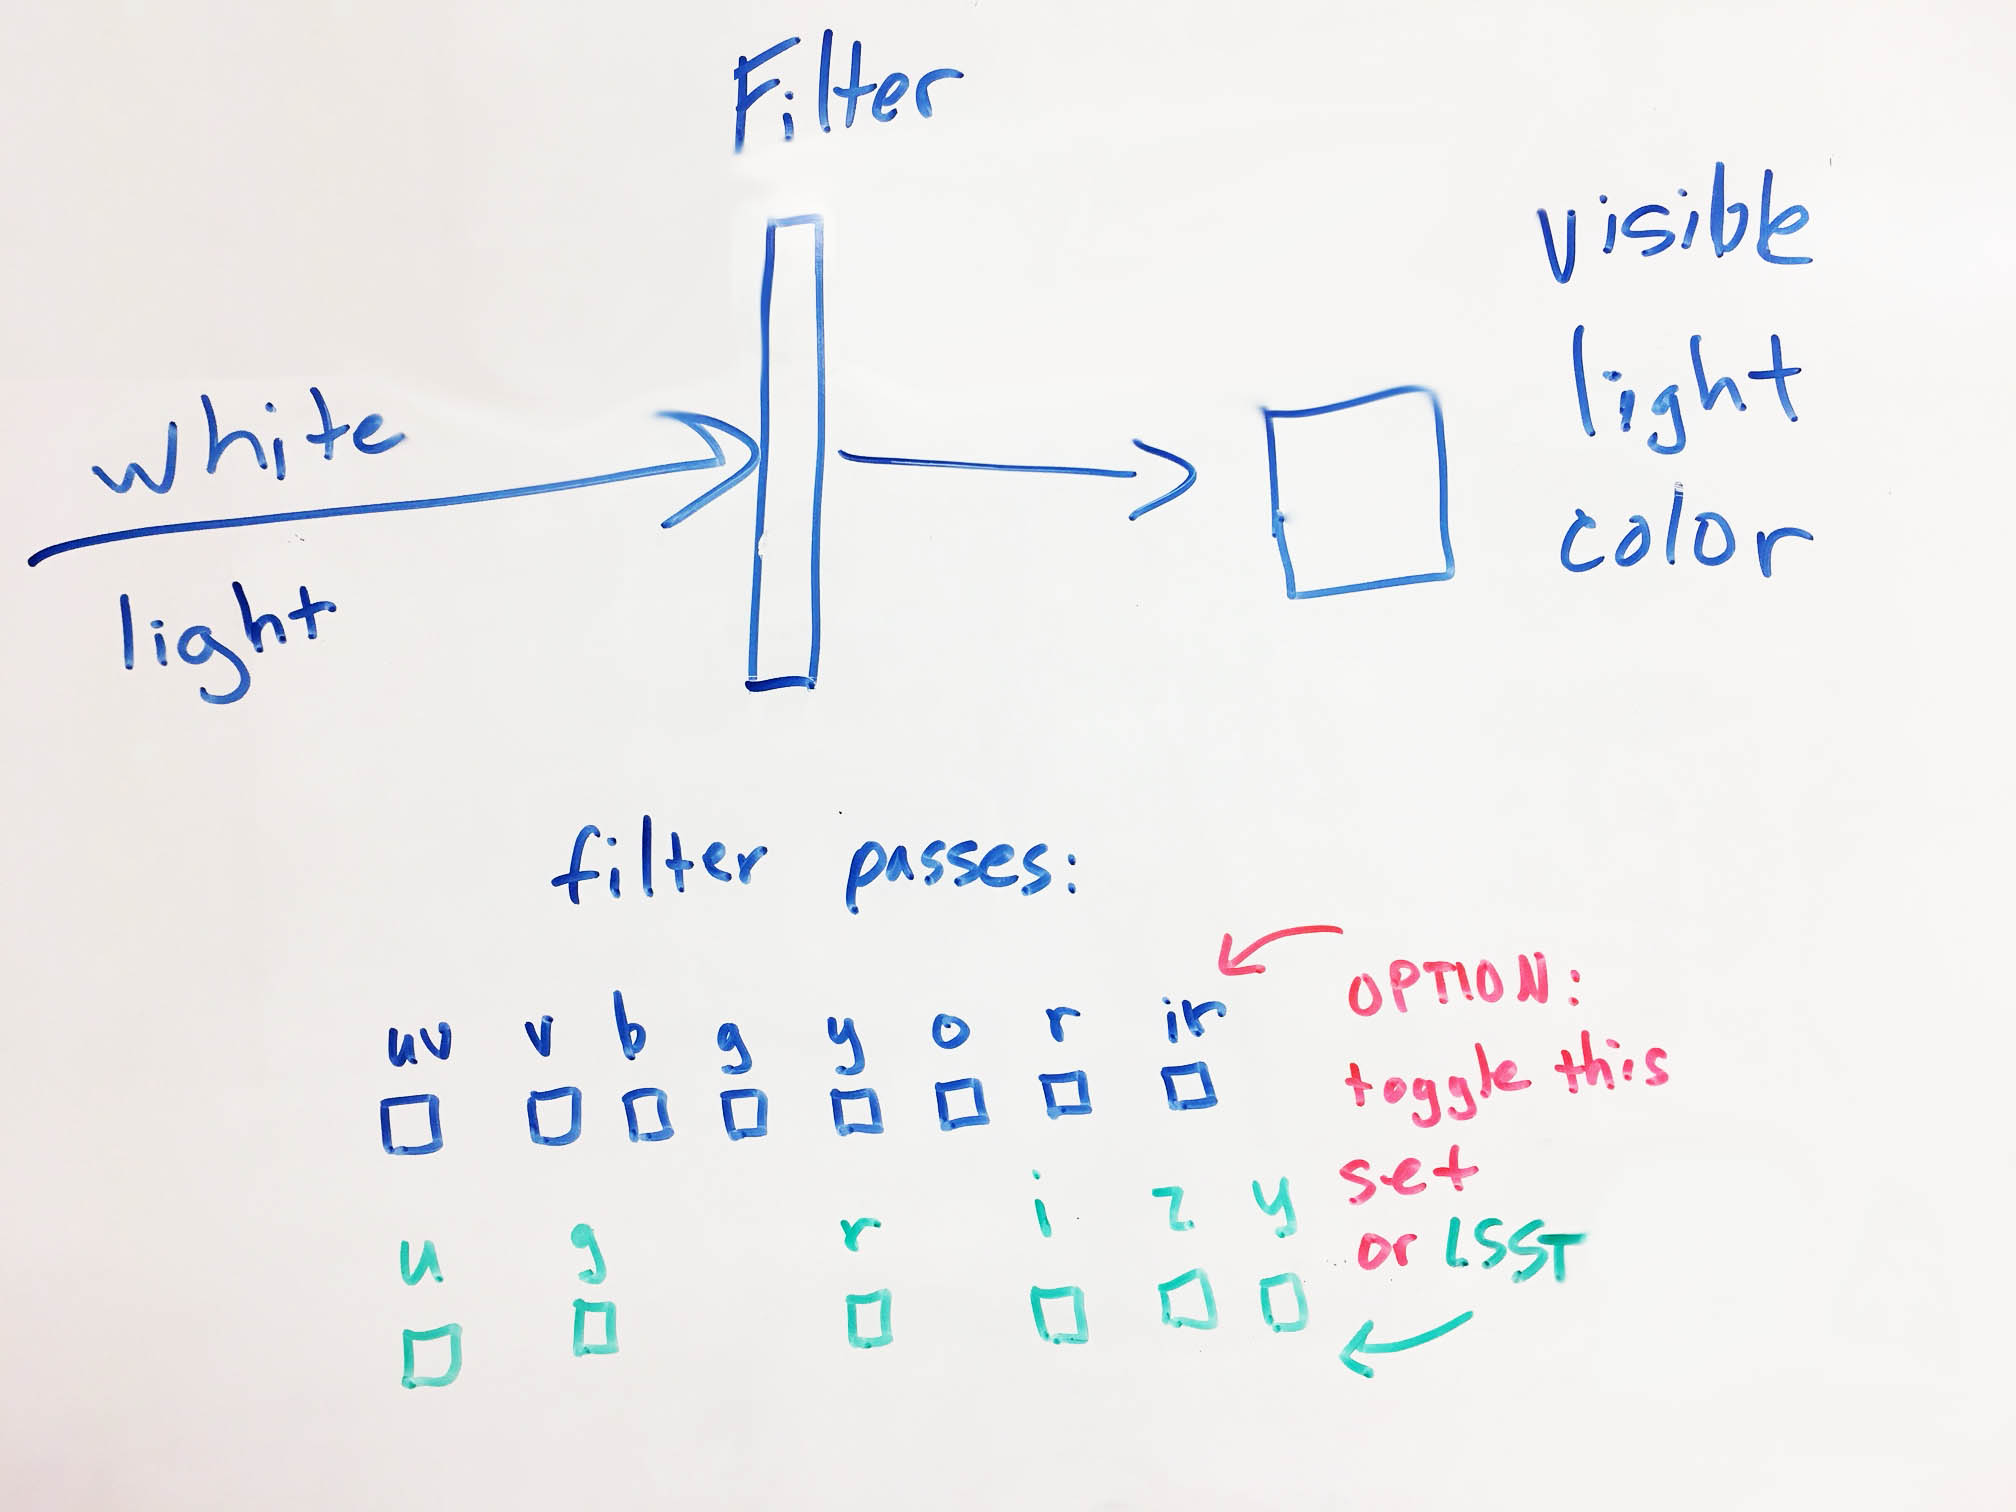 Filter
white
light
visible
light
color
filter passes:
uv v b g y o r ir
OPTION:
toggle this
set
or LSST
u g r i z y